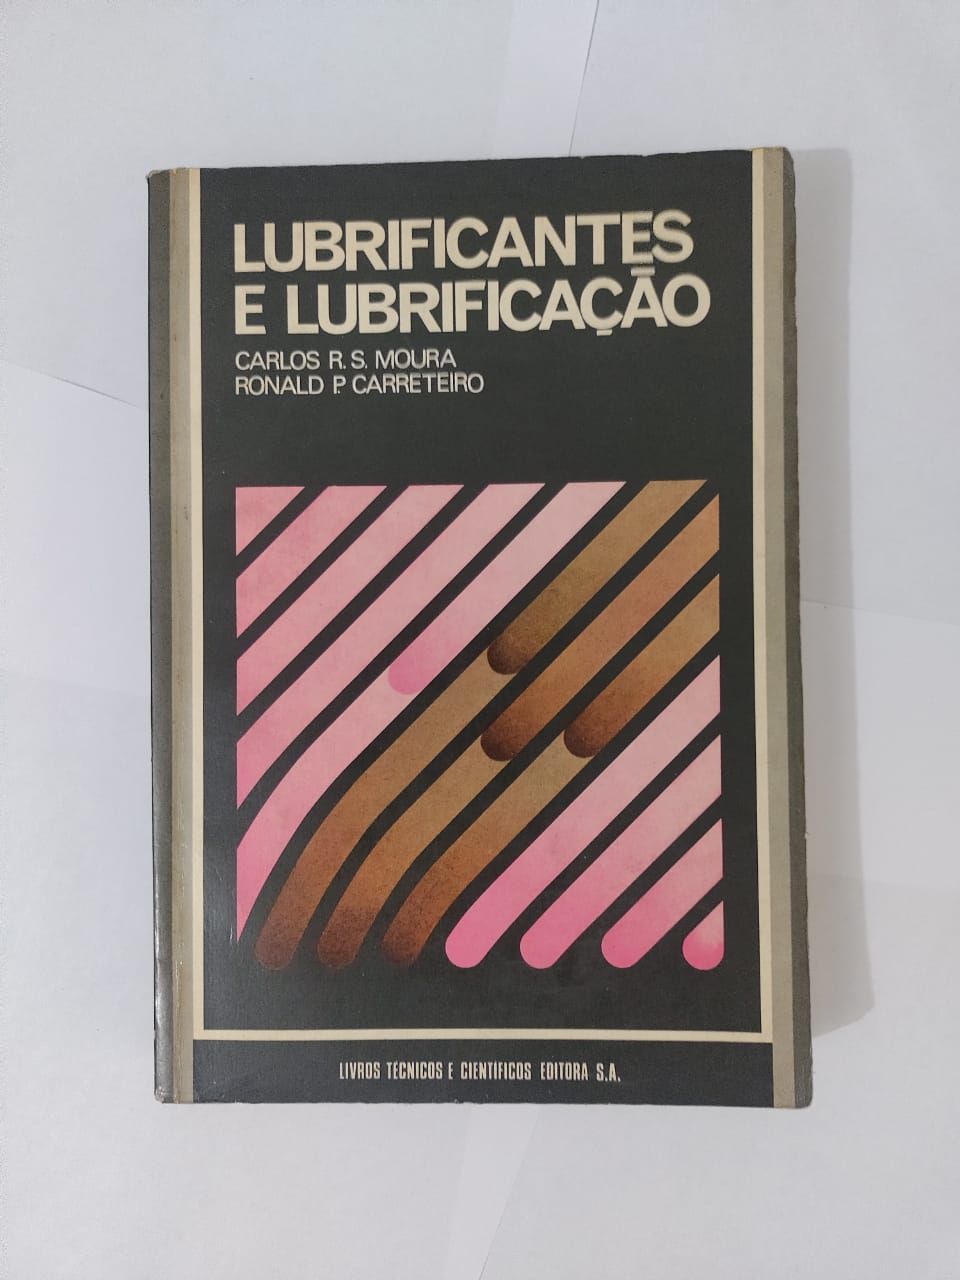 LUBRIFICANTES
E LUBRIFICAÇÃO
CARLOS R. S. MOURA
RONALD P. CARRETEIRO
LIVROS TÉCNICOS E CIENTÍFICOS EDITORA S.A.